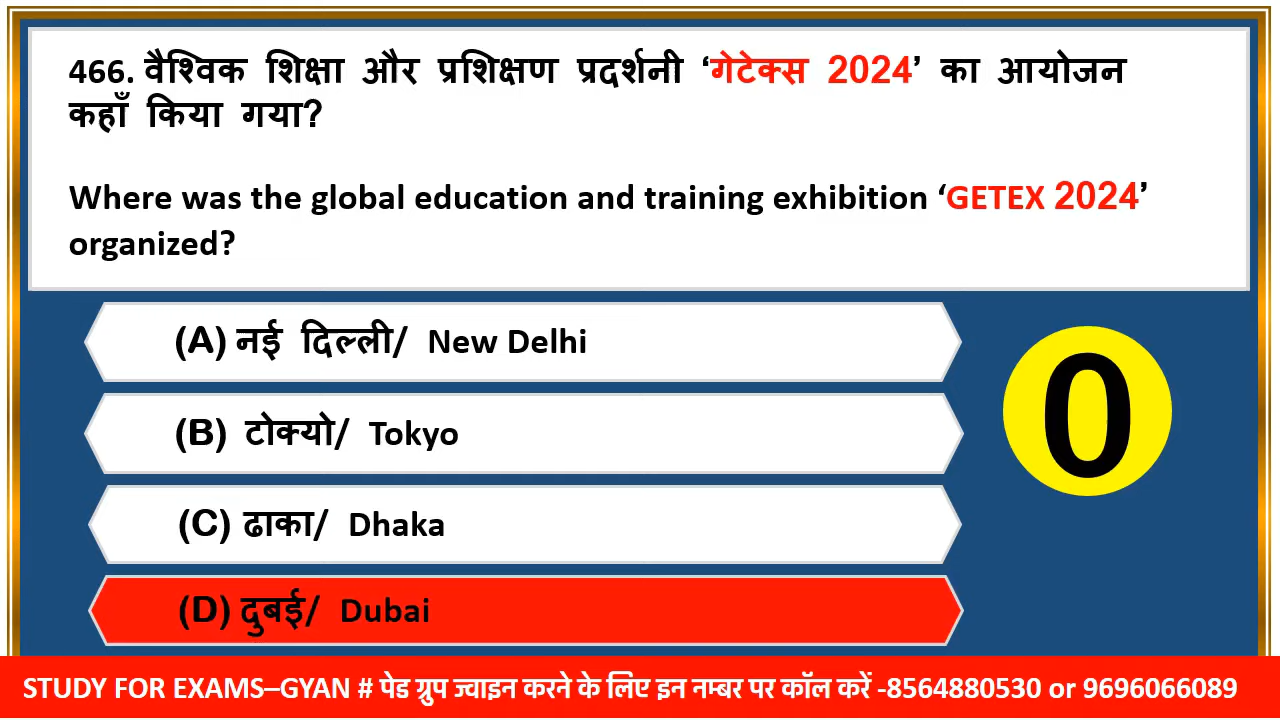 466. वैश्विक शिक्षा और प्रशिक्षण प्रदर्शनी ‘गेटेक्स 2024’ का आयोजन
कहाँ किया गया?
Where was the global education and training exhibition ‘GETEX 2024’
organized?
(A) नई दिल्ली/ New Delhi
(B) टोक्यो/ Tokyo
(C) ढाका/ Dhaka
(D) दुबई/ Dubai
0
STUDY FOR EXAMS–GYAN # पेड ग्रुप ज्वाइन करने के लिए इन नम्बर पर कॉल करें -8564880530 or 9696066089